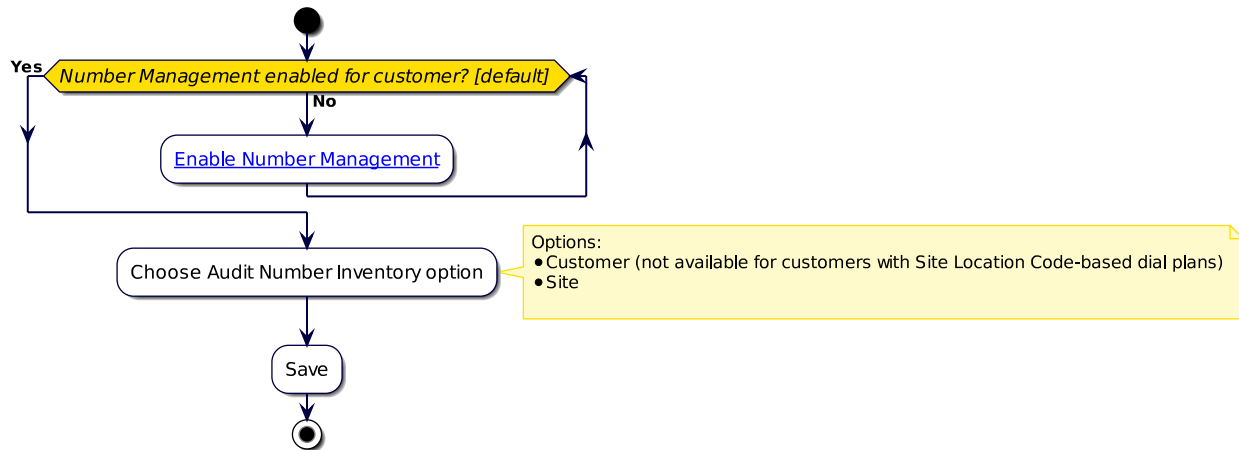 Yes
Number Management enabled for customer? [default]
No
Enable Number Management
Options:
•Customer (not available for customers with Site Location Code-based dial plans)
Choose Audit Number Inventory option
•Site
Save